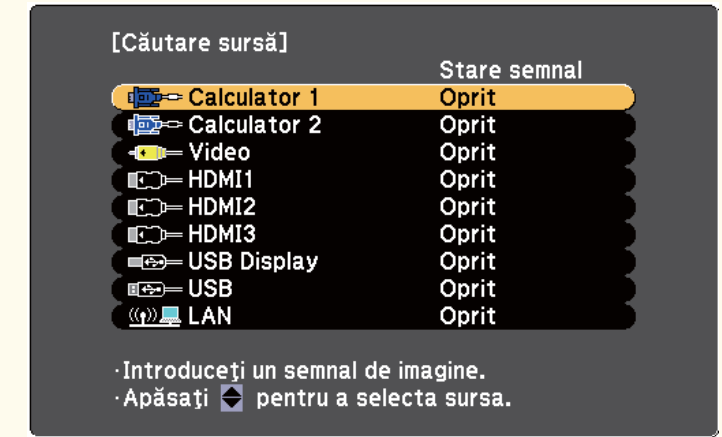 [Căutare sursă]
Stare semnal
Calculator 1 Oprit
Calculator 2 Oprit
Video Oprit
HDMI1 Oprit
HDMI2 Oprit
HDMI3 Oprit
USB Display Oprit
USB Oprit
LAN Oprit
·Introduceţi un semnal de imagine.
·Apăsaţi pentru a selecta sursa.